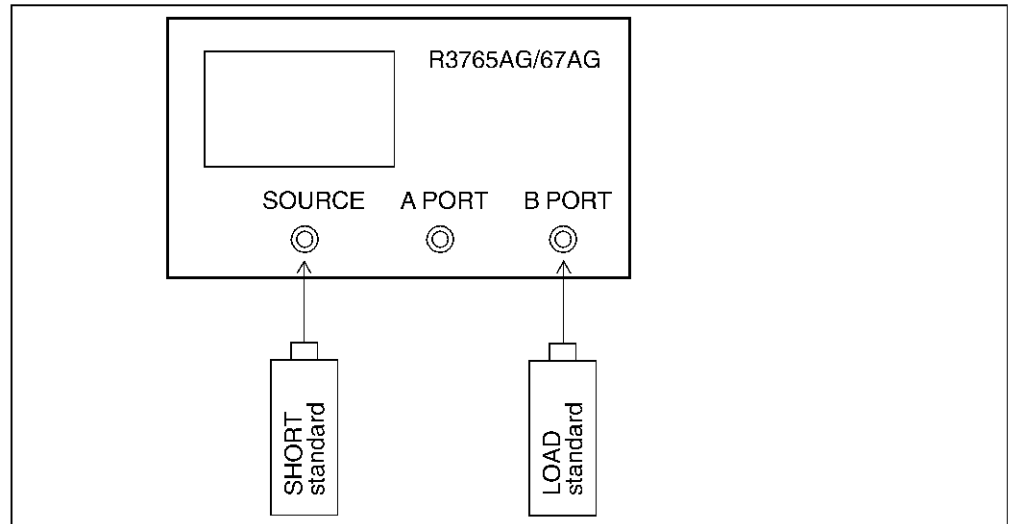 R3765AG/67AG
SOURCE A PORT B PORT
SHORT
standard
LOAD
standard